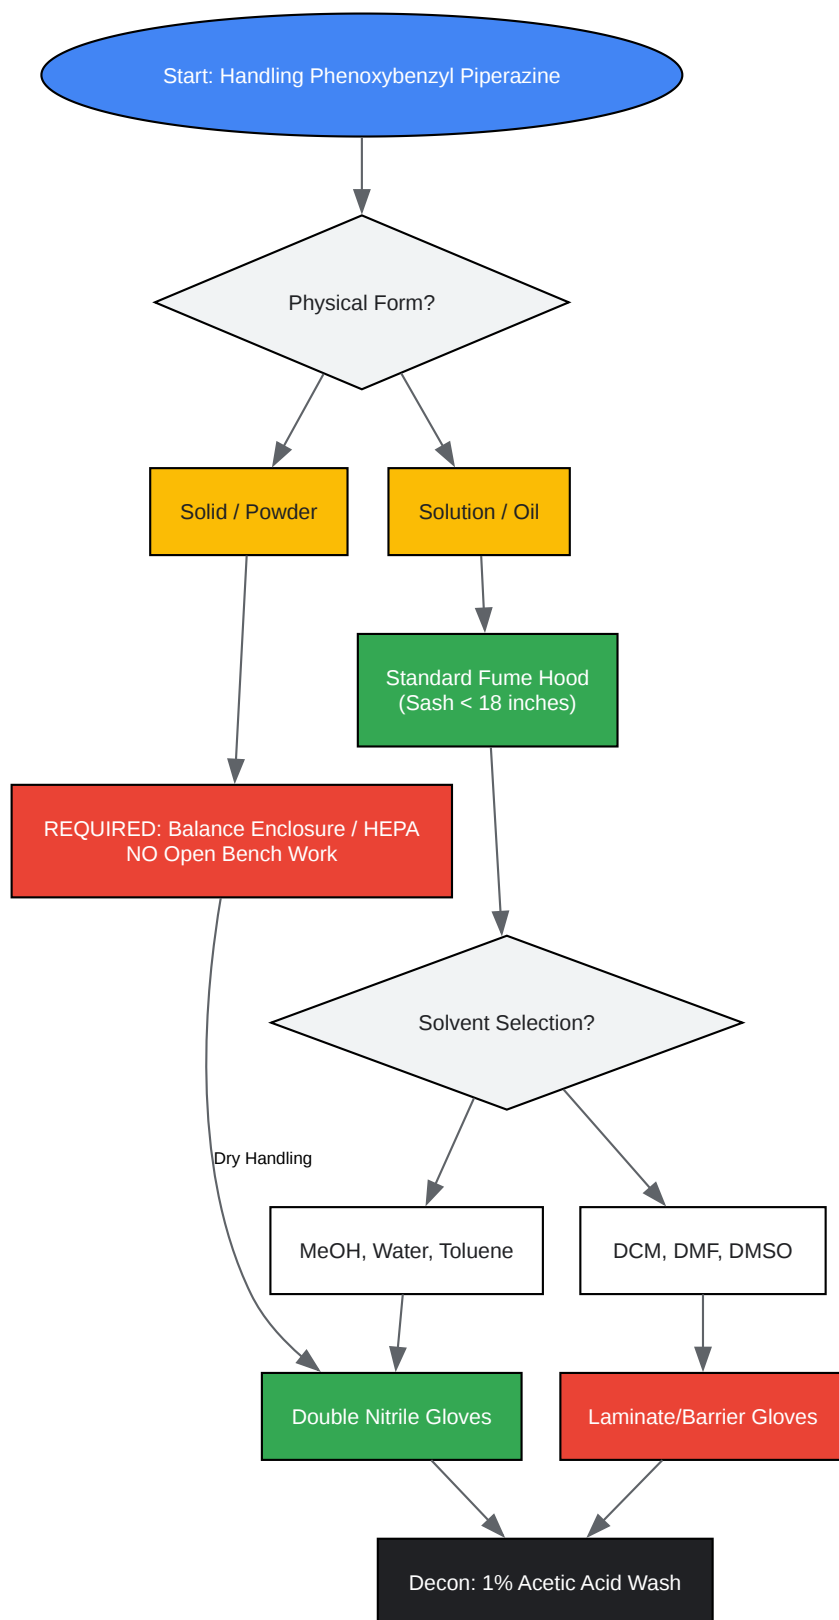 Start: Handling Phenoxybenzyl Piperazine
Physical Form?
Solid / Powder
Solution / Oil
Standard Fume Hood
(Sash < 18 inches)
REQUIRED: Balance Enclosure / HEPA
NO Open Bench Work
Solvent Selection?
Dry Handling
MeOH, Water, Toluene
DCM, DMF, DMSO
Double Nitrile Gloves
Laminate/Barrier Gloves
Decon: 1% Acetic Acid Wash